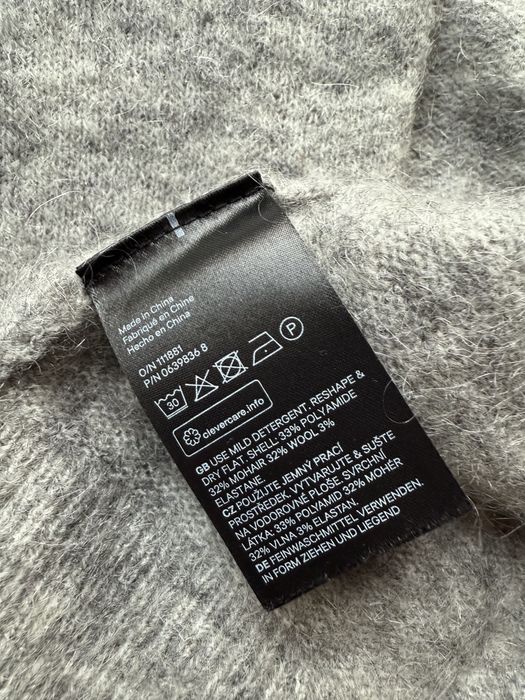 Made in China
Fabriqué en Chine
Hecho en China
O/N 111881
P/N 0639836 8
30 P
clevercare.info
GB USE MILD DETERGENT. RESHAPE &
DRY FLAT. SHELL: 33% POLYAMIDE
32% MOHAIR 32% WOOL 3%
ELASTANE.
CZ POUŽIJTE JEMNÝ PRACÍ
PROSTŘEDEK. VYTVARUJTE & SUŠTE
NA VODOROVNÉ PLOŠE. SVRCHNÍ
LÁTKA: 33% POLYAMID 32% MOHÉR
32% VLNA 3% ELASTAN.
DE FEINWASCHMITTEL VERWENDEN.
IN FORM ZIEHEN UND LIEGEND